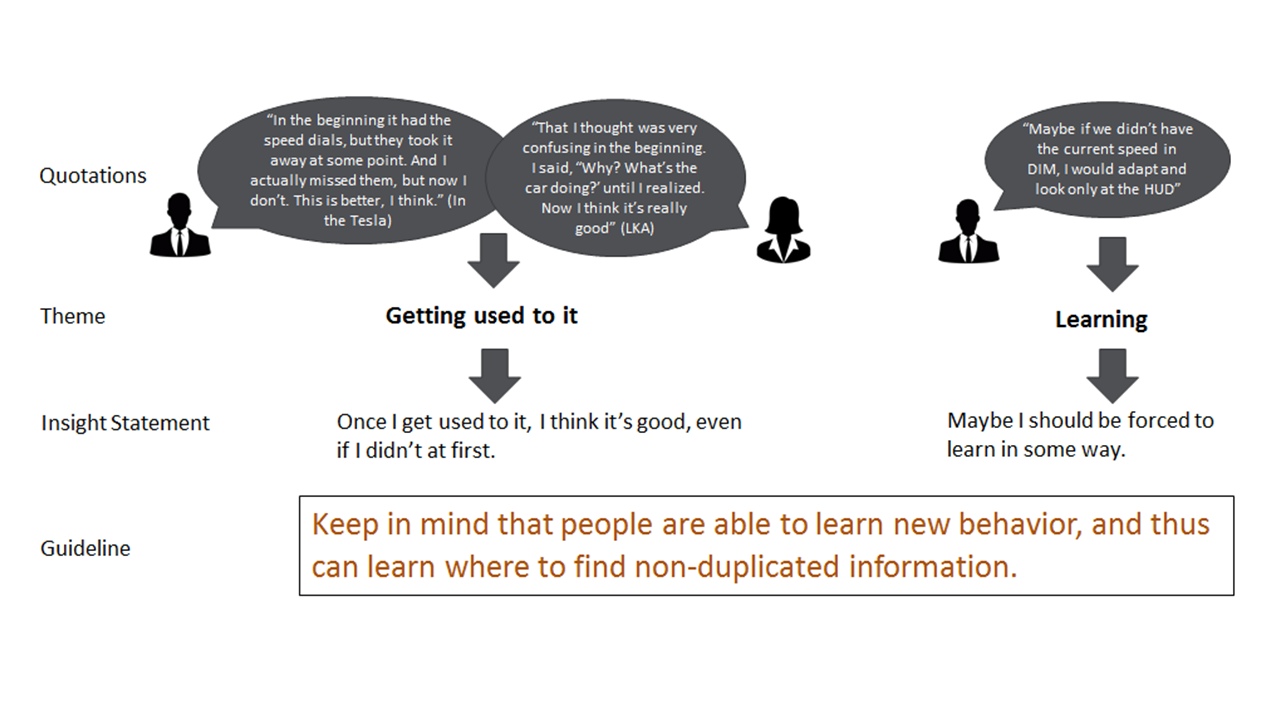 Quotations
“In the beginning it had the
speed dials, but they took it
away at some point. And I
actually missed them, but now I
don’t. This is better, I think.” (In
the Tesla)
“That I thought was very
confusing in the beginning.
I said, “Why? What’s the
car doing?’ until I realized.
Now I think it’s really
good” (LKA)
“Maybe if we didn’t have
the current speed in
DIM, I would adapt and
look only at the HUD”
Theme
Getting used to it
Learning
Insight Statement
Once I get used to it, I think it’s good, even
if I didn’t at first.
Maybe I should be forced to
learn in some way.
Guideline
Keep in mind that people are able to learn new behavior, and thus
can learn where to find non-duplicated information.